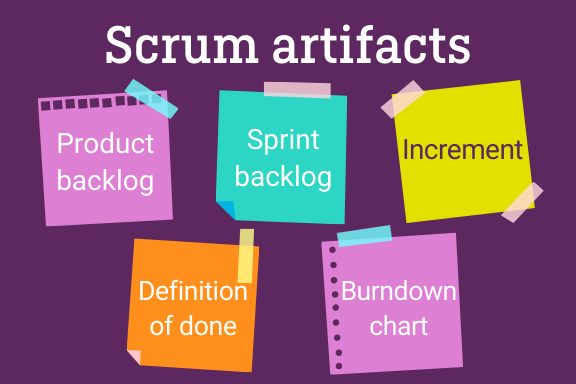 Scrum artifacts
Product
backlog
Sprint
backlog
Increment
Definition
of done
Burndown
chart